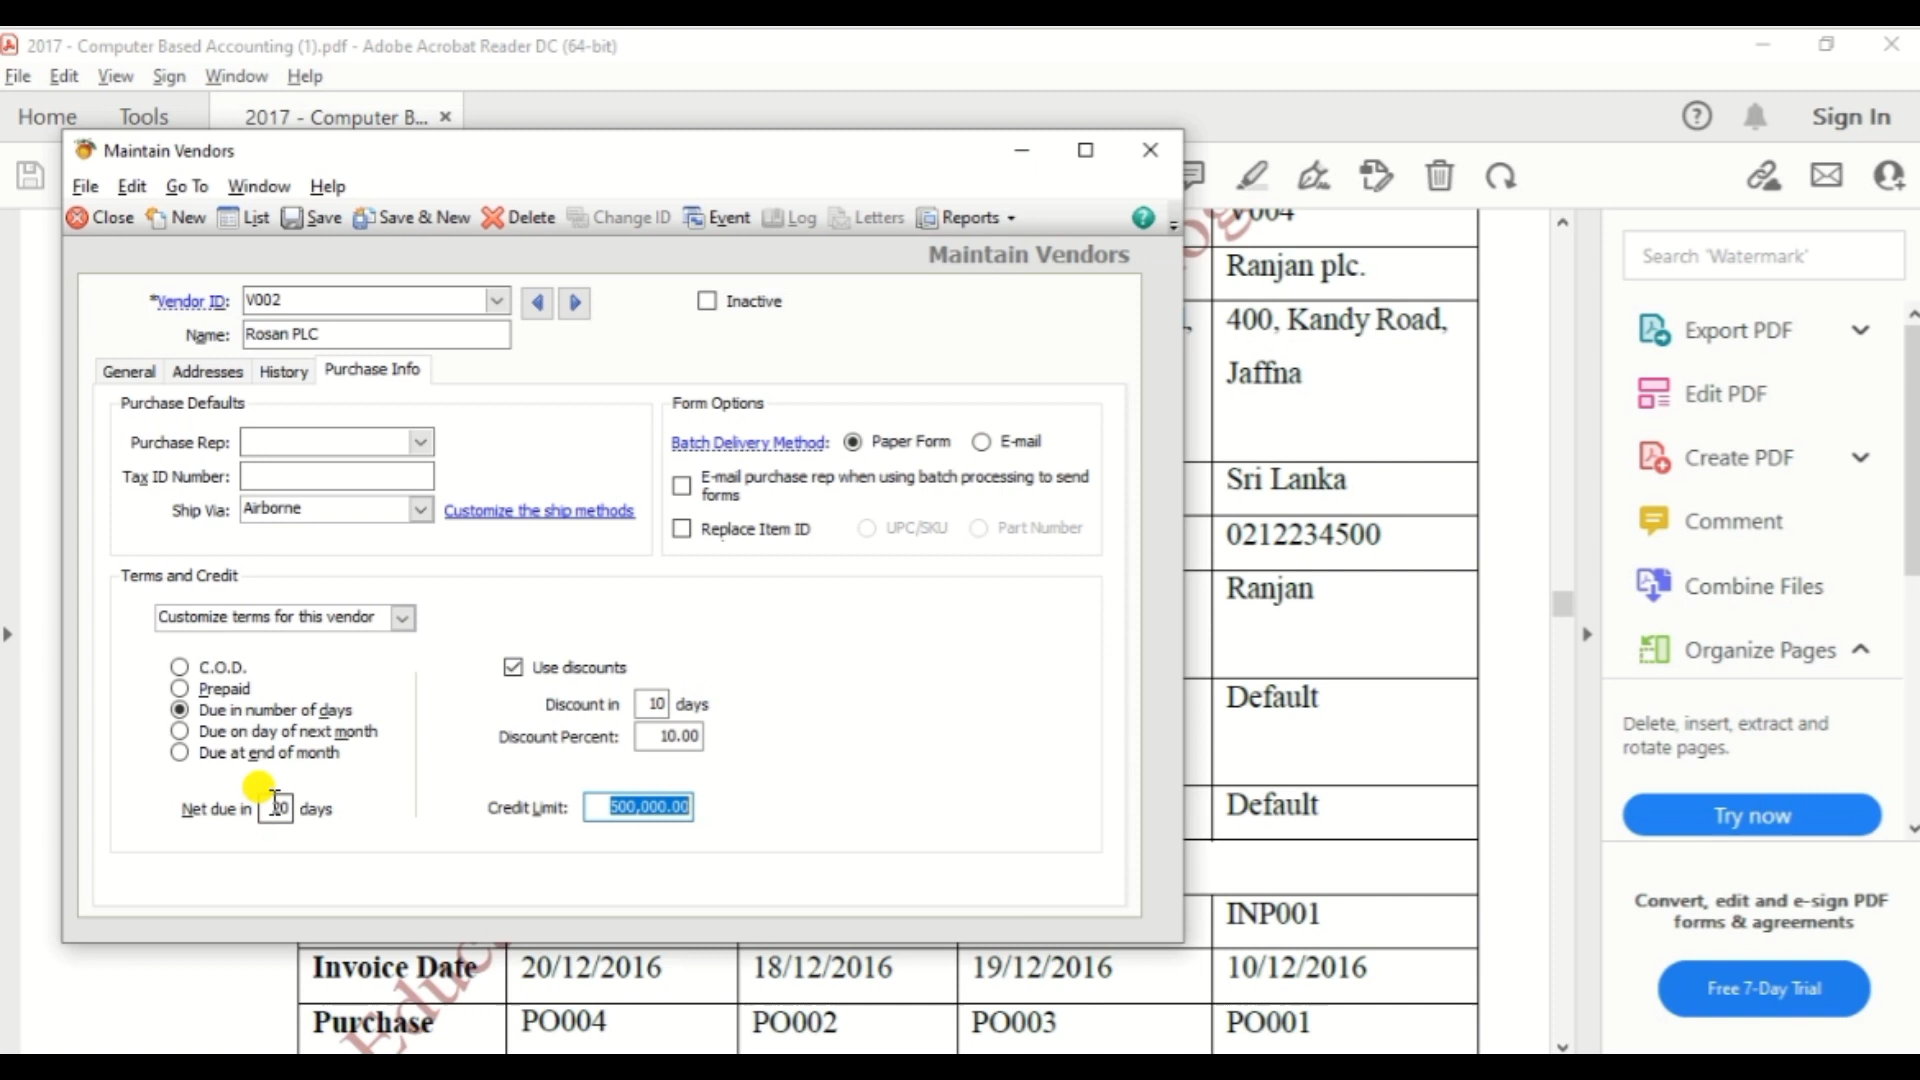 2017 - Computer Based Accounting (1).pdf - Adobe Acrobat Reader DC (64-bit)
File Edit View Sign Window Help
Home Tools 2017 - Computer B... ×
Sign In
Maintain Vendors
File Edit Go To Window Help
Close New List Save Save & New Delete Change ID Event Log Letters Reports
Maintain Vendors
*Vendor ID: V002
Inactive
Name: Rosan PLC
General Addresses History Purchase Info
Purchase Defaults
Purchase Rep:
Tax ID Number:
Ship Via: Airborne Customize the ship methods
Form Options
Batch Delivery Method: Paper Form E-mail
E-mail purchase rep when using batch processing to send
forms
Replace Item ID UPC/SKU Part Number
Terms and Credit
Customize terms for this vendor
C.O.D.
Prepaid
Due in number of days
Due on day of next month
Due at end of month
Net due in days
Use discounts
Discount in 10 days
Discount Percent: 10.00
Credit Limit: 500,000.00
V004
Ranjan plc.
400, Kandy Road,
Jaffna
Sri Lanka
0212234500
Ranjan
Default
Default
INP001
Invoice Date 20/12/2016 18/12/2016 19/12/2016 10/12/2016
Purchase PO004 PO002 PO003 PO001
Search 'Watermark'
Export PDF
Edit PDF
Create PDF
Comment
Combine Files
Organize Pages
Delete, insert, extract and
rotate pages.
Try now
Convert, edit and e-sign PDF
forms & agreements
Free 7-Day Trial